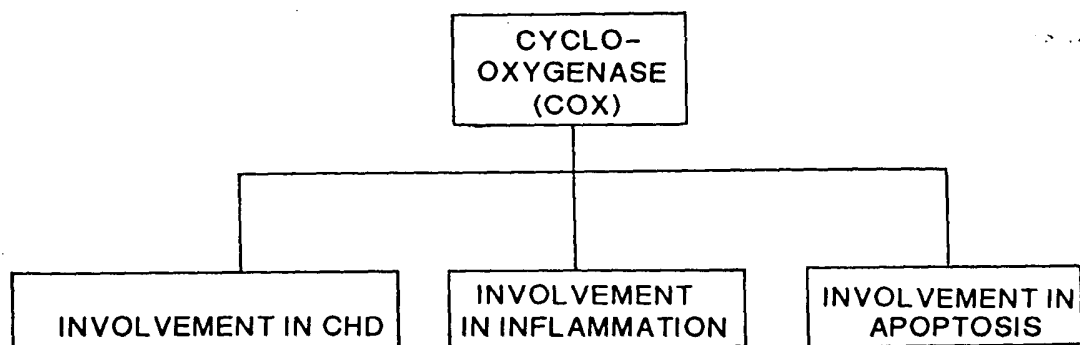 CYCLO-
OXYGENASE
(COX)
INVOLVEMENT IN CHD
INVOLVEMENT
IN INFLAMMATION
INVOLVEMENT IN
APOPTOSIS